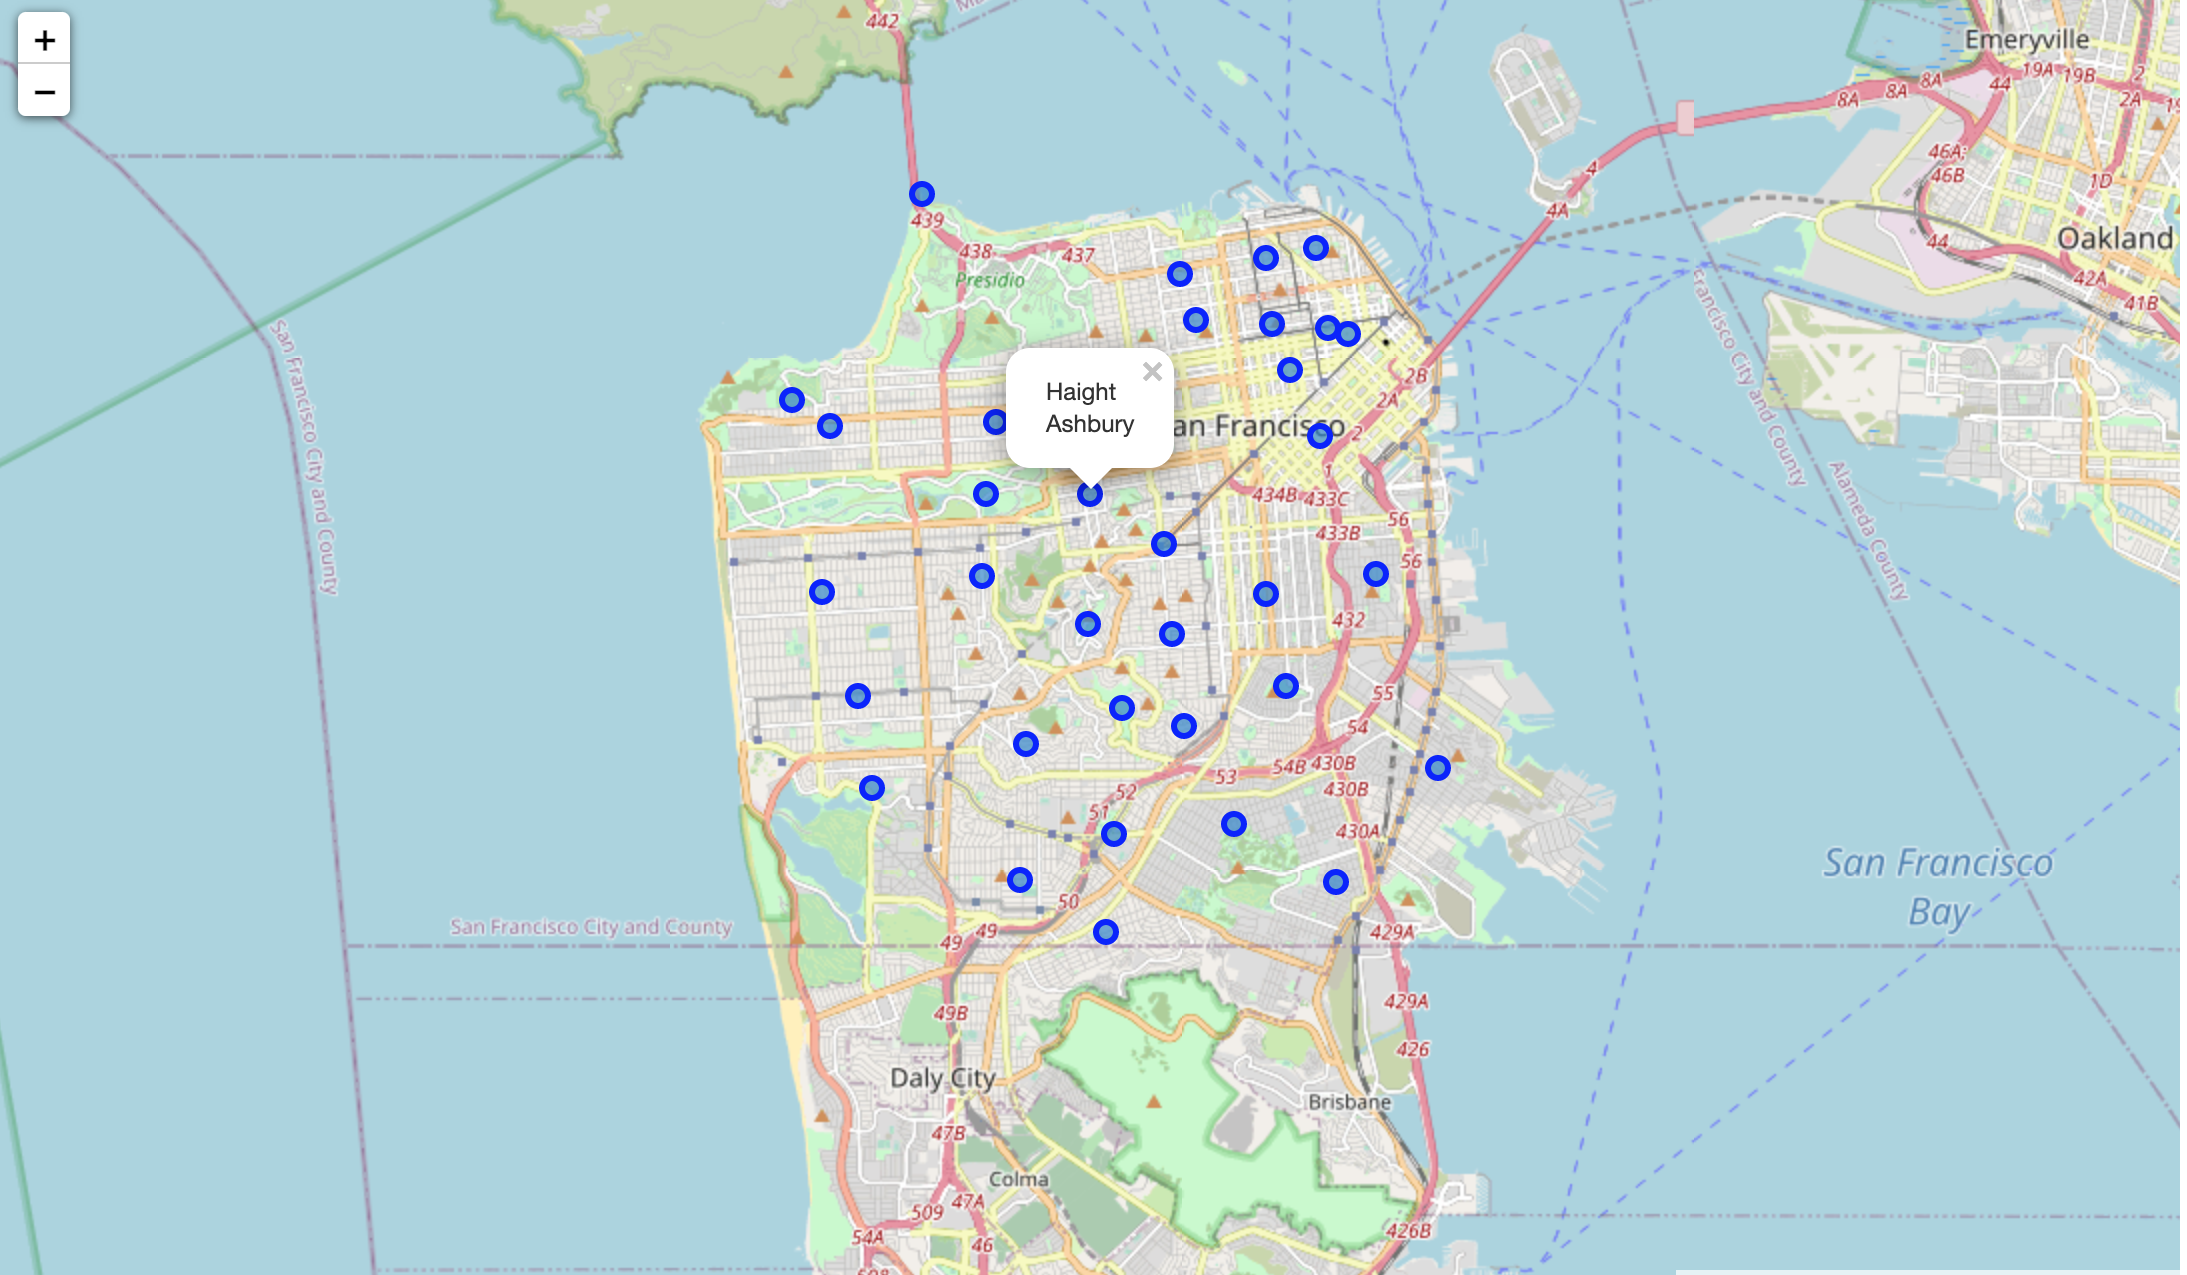 +
−
442
Emeryville
19A
19B
2
8A
8A
8A
44
2A
4
46A;
46B
1D
4A
439
44
Oakland
438
437
Presidio
42A
41B
San Francisco City and County
Francisco City and County
2B
2A
×
Haight
Ashbury
an Francisco
2
1
434B
433C
433B
56
56
Alameda County
432
55
54
54B
430B
53
52
430B
51
430A
San Francisco
Bay
50
San Francisco City and County
49
49
429A
49B
429A
426
Daly City
Brisbane
47B
Colma
47A
509
54A
46
426B